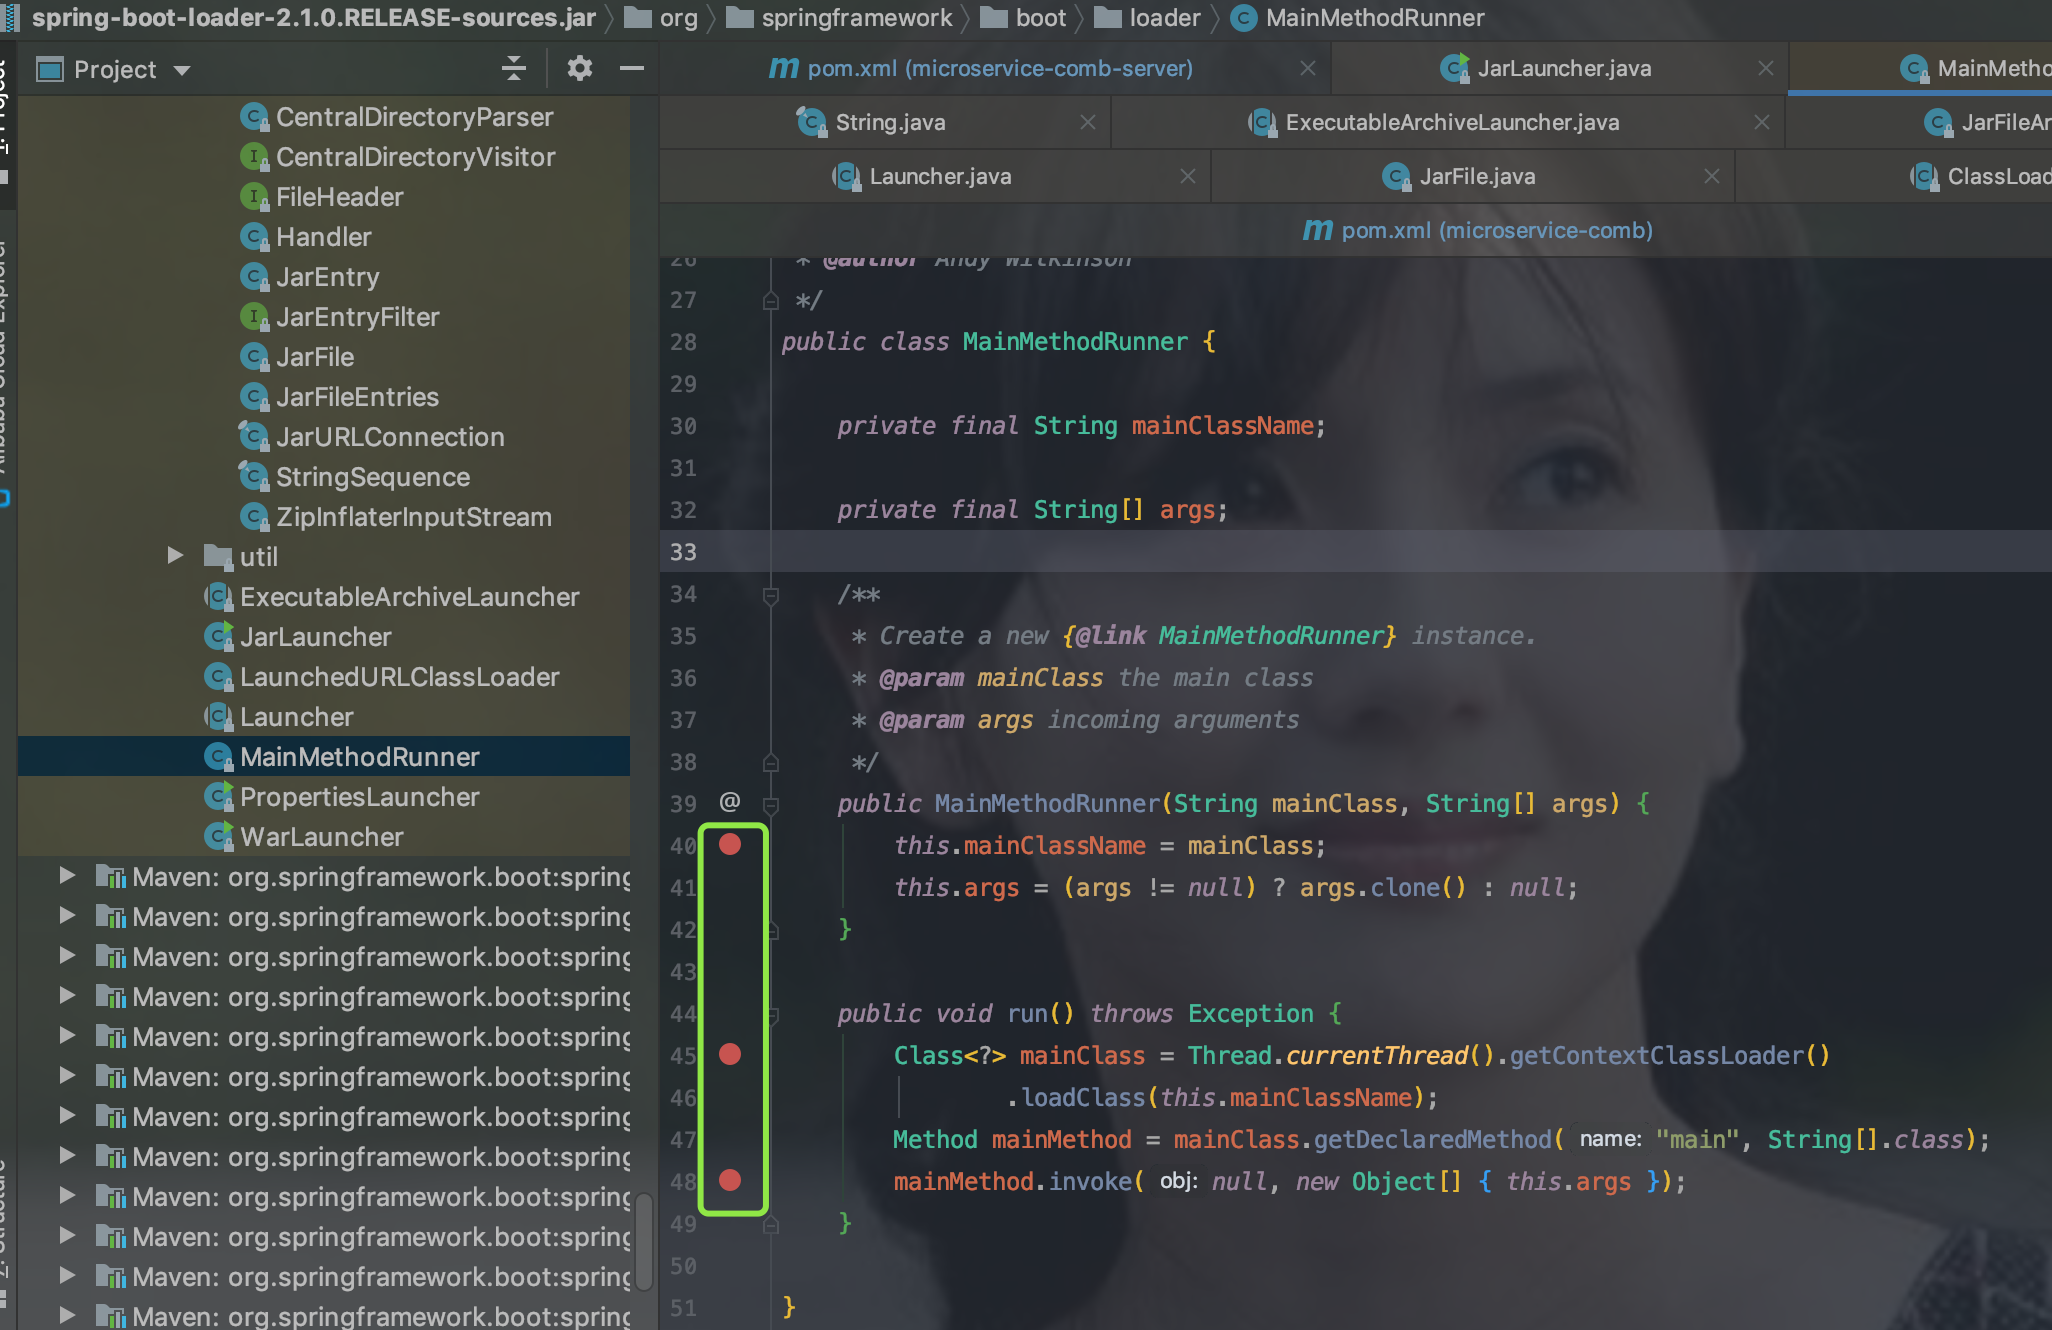 spring-boot-loader-2.1.0.RELEASE-sources.jar org springframework boot loader MainMethodRunner
Project
pom.xml (microservice-comb-server) JarLauncher.java
String.java ExecutableArchiveLauncher.java
Launcher.java JarFile.java
pom.xml (microservice-comb)
CentralDirectoryParser
CentralDirectoryVisitor
FileHeader
Handler
JarEntry
JarEntryFilter
JarFile
JarFileEntries
JarURLConnection
StringSequence
ZipInflaterInputStream
util
ExecutableArchiveLauncher
JarLauncher
LaunchedURLClassLoader
Launcher
MainMethodRunner
PropertiesLauncher
WarLauncher
Maven: org.springframework.boot:spring
Maven: org.springframework.boot:spring
Maven: org.springframework.boot:spring
Maven: org.springframework.boot:spring
Maven: org.springframework.boot:spring
Maven: org.springframework.boot:spring
Maven: org.springframework.boot:spring
Maven: org.springframework.boot:spring
Maven: org.springframework.boot:spring
Maven: org.springframework.boot:spring
Maven: org.springframework.boot:spring
Maven: org.springframework.boot:spring
26 * @author Andy Wilkinson
27 */
28 public class MainMethodRunner {
29
30 private final String mainClassName;
31
32 private final String[] args;
33
34 /**
35 * Create a new {@link MainMethodRunner} instance.
36 * @param mainClass the main class
37 * @param args incoming arguments
38 */
39 @ public MainMethodRunner(String mainClass, String[] args) {
40 this.mainClassName = mainClass;
41 this.args = (args != null) ? args.clone() : null;
42 }
43
44 public void run() throws Exception {
45 Class<?> mainClass = Thread.currentThread().getContextClassLoader()
46 .loadClass(this.mainClassName);
47 Method mainMethod = mainClass.getDeclaredMethod( name: "main", String[].class);
48 mainMethod.invoke( obj: null, new Object[] { this.args });
49 }
50
51 }